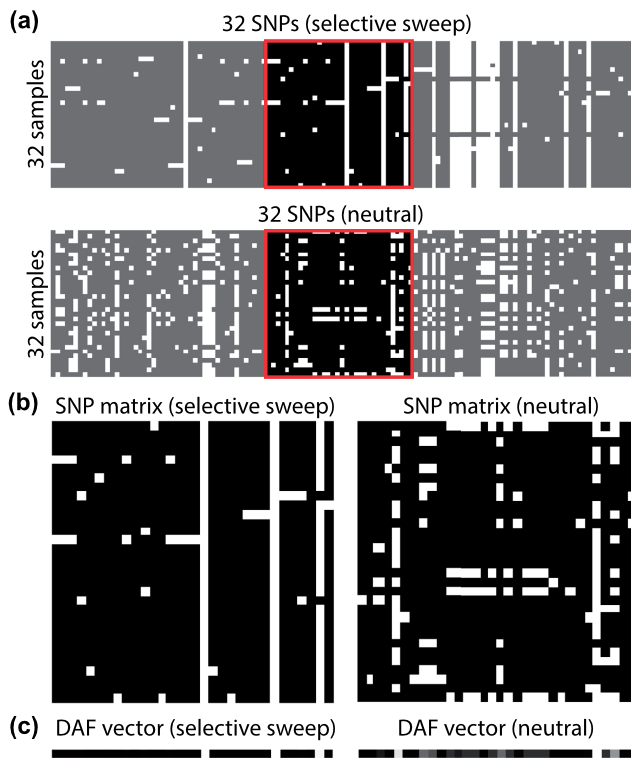 (a)
32 SNPs (selective sweep)
32 samples
32 SNPs (neutral)
32 samples
(b)
SNP matrix (selective sweep)
SNP matrix (neutral)
(c)
DAF vector (selective sweep)
DAF vector (neutral)